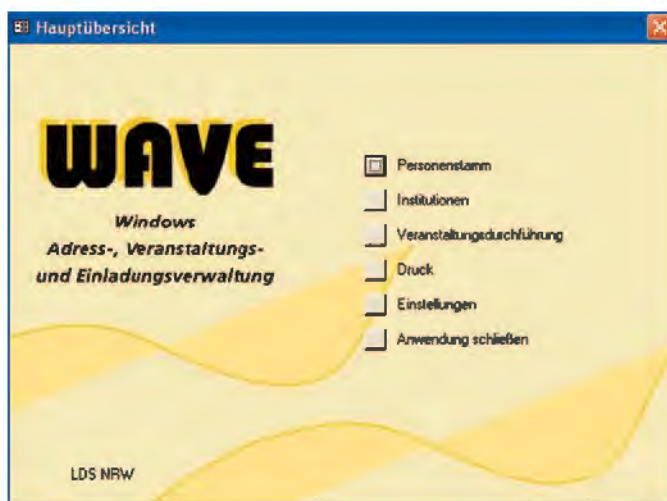 Hauptübersicht
WAVE
Windows
Adress-, Veranstaltungs-
und Einladungsverwaltung
Personenstamm
Institutionen
Veranstaltungsdurchführung
Druck
Einstellungen
Anwendung schließen
LDS NRW